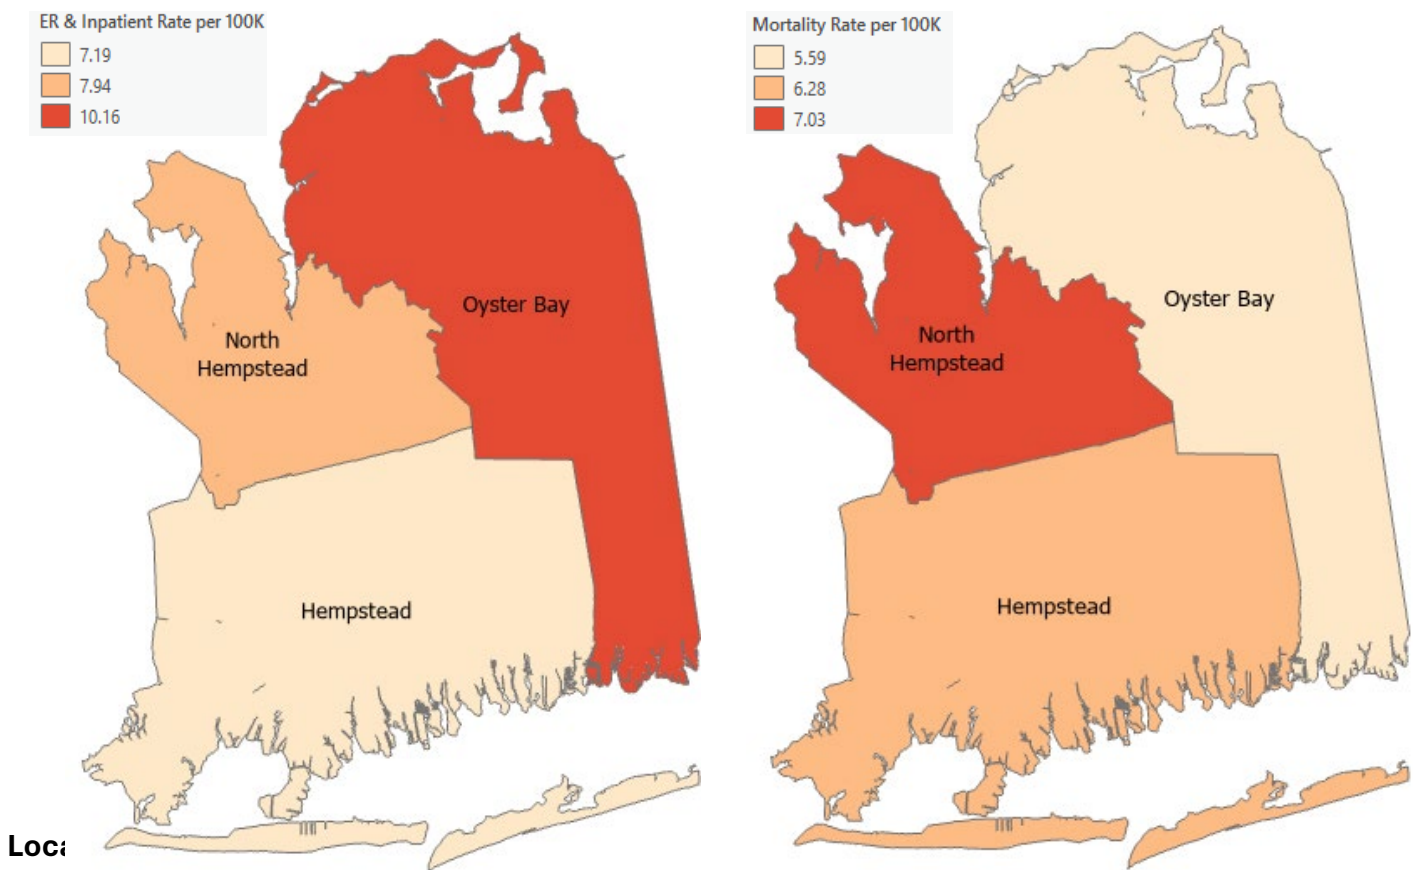 ER & Inpatient Rate per 100K
7.19
7.94
10.16
Oyster Bay
North
Hempstead
Hempstead
Mortality Rate per 100K
5.59
6.28
7.03
Oyster Bay
North
Hempstead
Hempstead